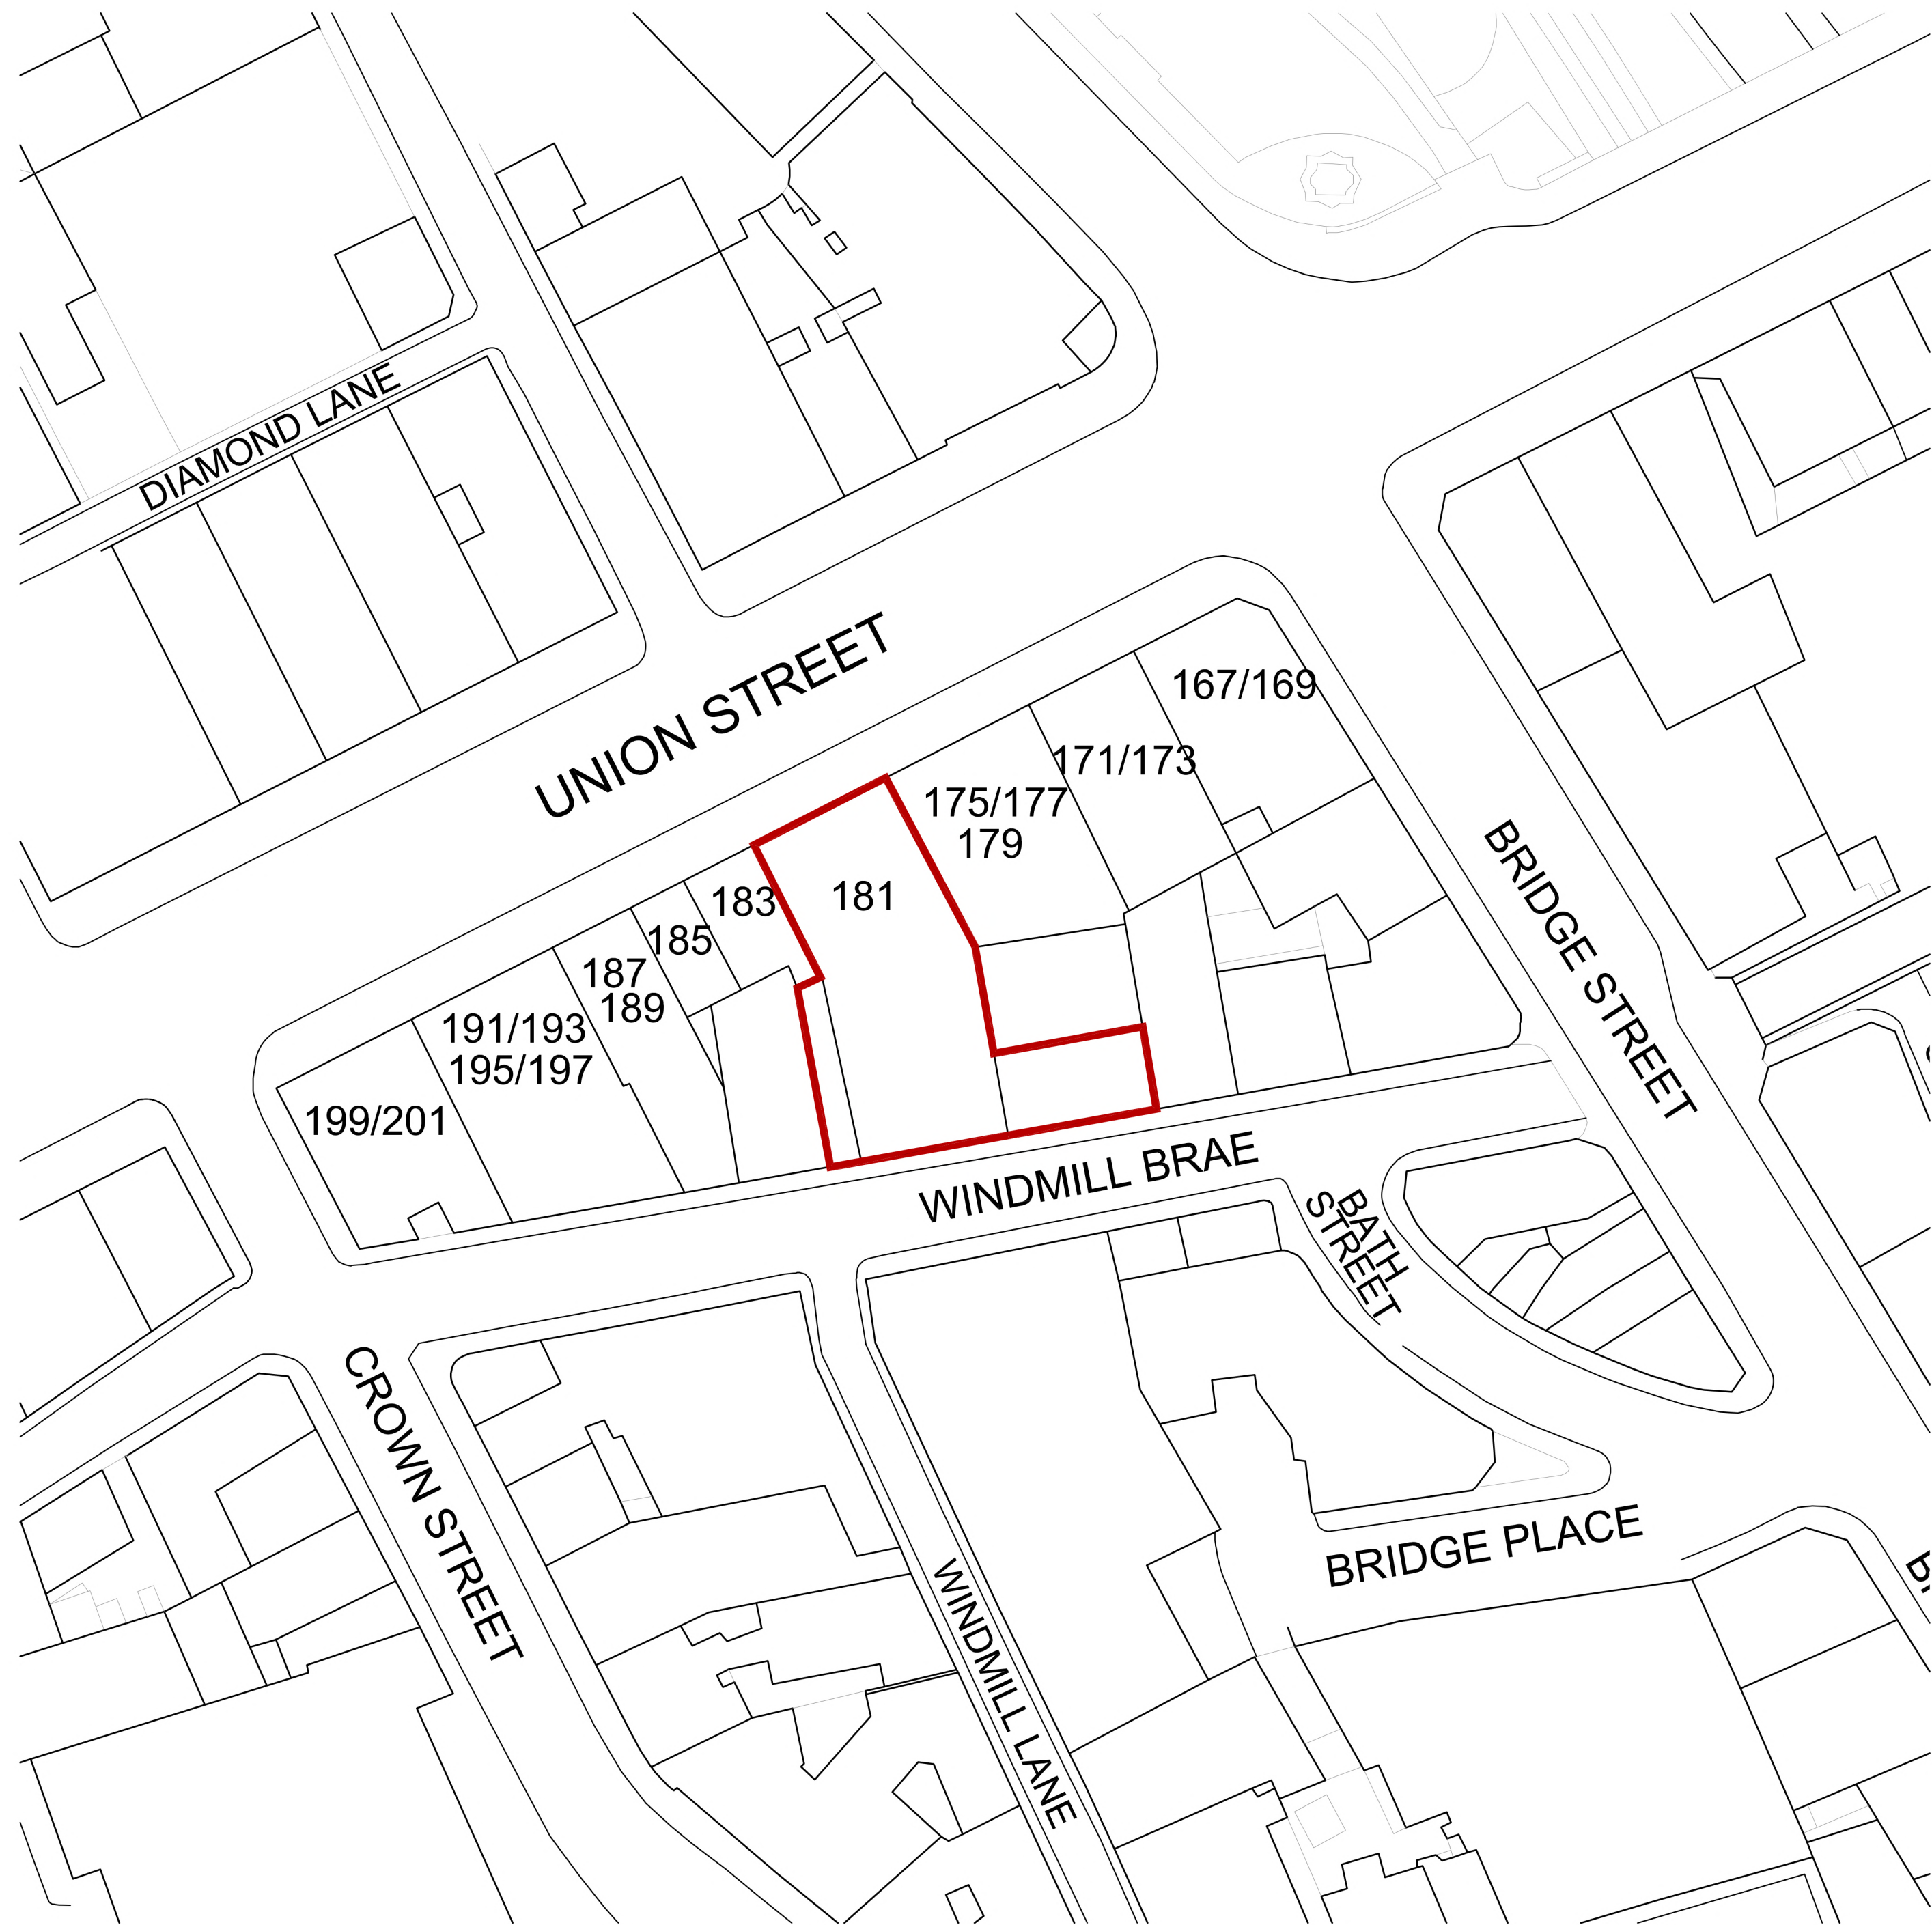 DIAMOND LANE
UNION STREET
167/169
171/173
175/177
179
181
183
185
187
189
191/193
195/197
199/201
BRIDGE STREET
WINDMILL BRAE
BATH
STREET
CROWN STREET
BRIDGE PLACE
WINDMILL LANE